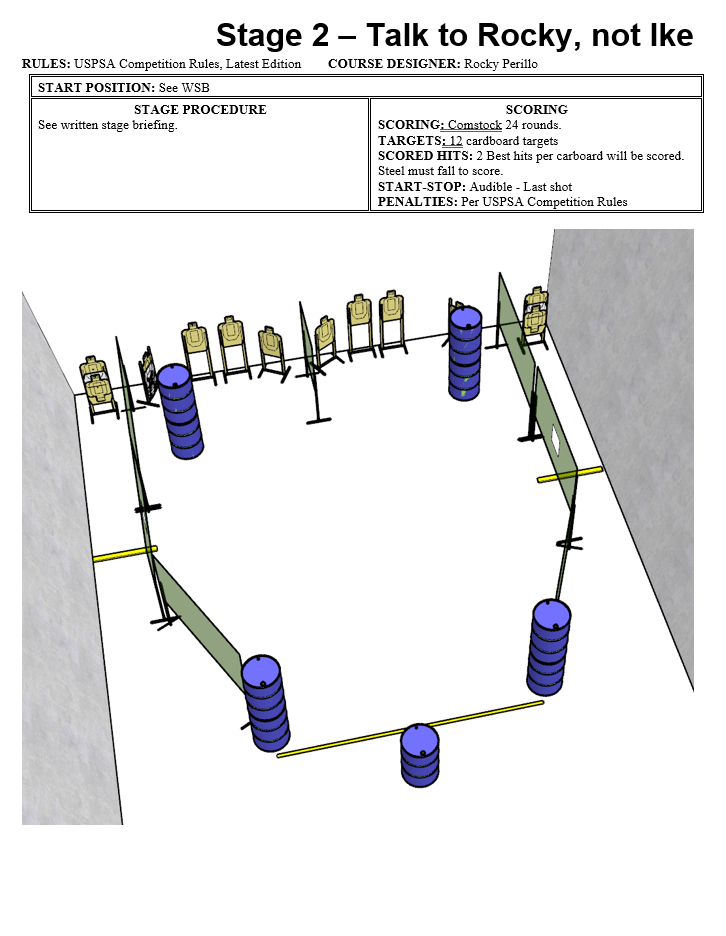 Stage 2 – Talk to Rocky, not Ike
RULES: USPSA Competition Rules, Latest Edition COURSE DESIGNER: Rocky Perillo
START POSITION: See WSB
STAGE PROCEDURE
See written stage briefing.
SCORING
SCORING: Comstock 24 rounds.
TARGETS: 12 cardboard targets
SCORED HITS: 2 Best hits per carboard will be scored.
Steel must fall to score.
START-STOP: Audible - Last shot
PENALTIES: Per USPSA Competition Rules